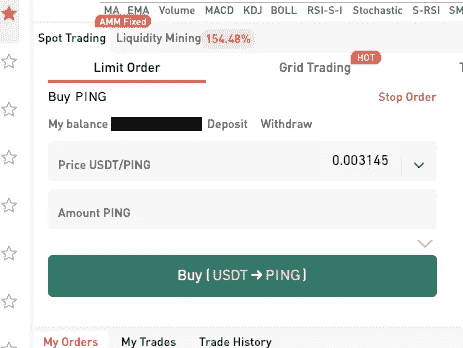 MA EMA Volume MACD KDJ BOLL RSI-S-I Stochastic S-RSI SM
AMM Fixed
Spot Trading Liquidity Mining 154.48%
HOT
Limit Order Grid Trading T
Buy PING Stop Order
My balance Deposit Withdraw
Price USDT/PING 0.003145
Amount PING
Buy ( USDT ➔ PING )
My Orders My Trades Trade History